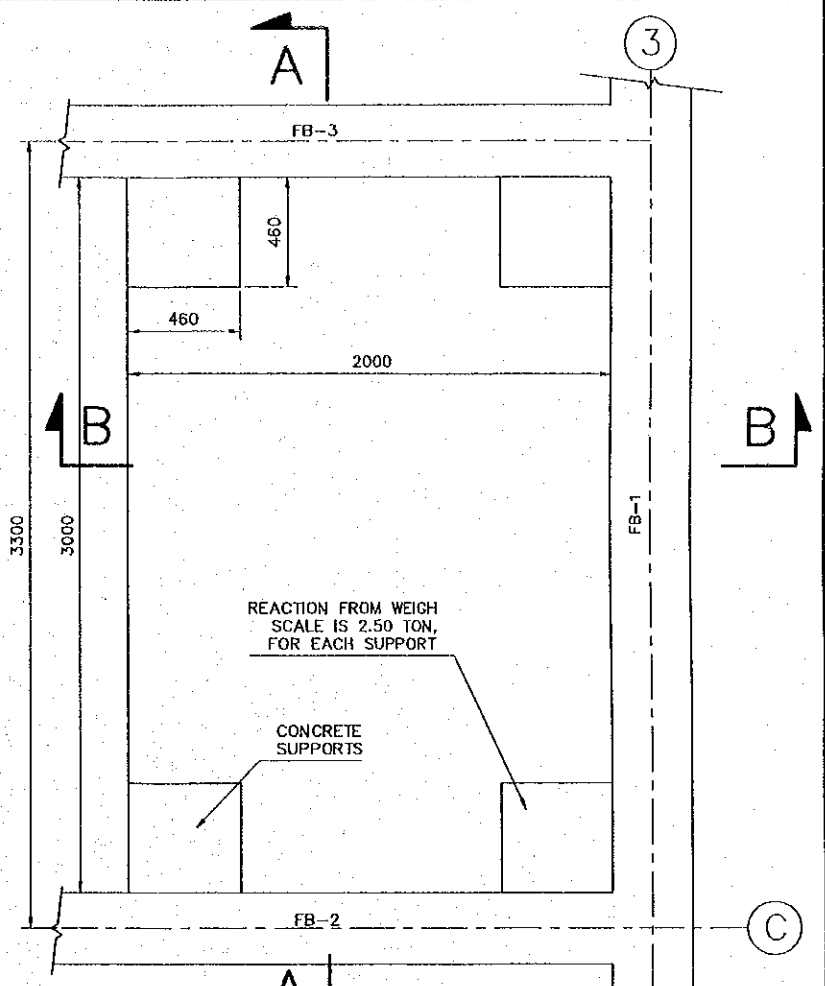 3
A
FB-3
460
460
2000
B
B
3300
3000
FB-1
REACTION FROM WEIGH
SCALE IS 2.50 TON,
FOR EACH SUPPORT
CONCRETE
SUPPORTS
FB-2
C
A